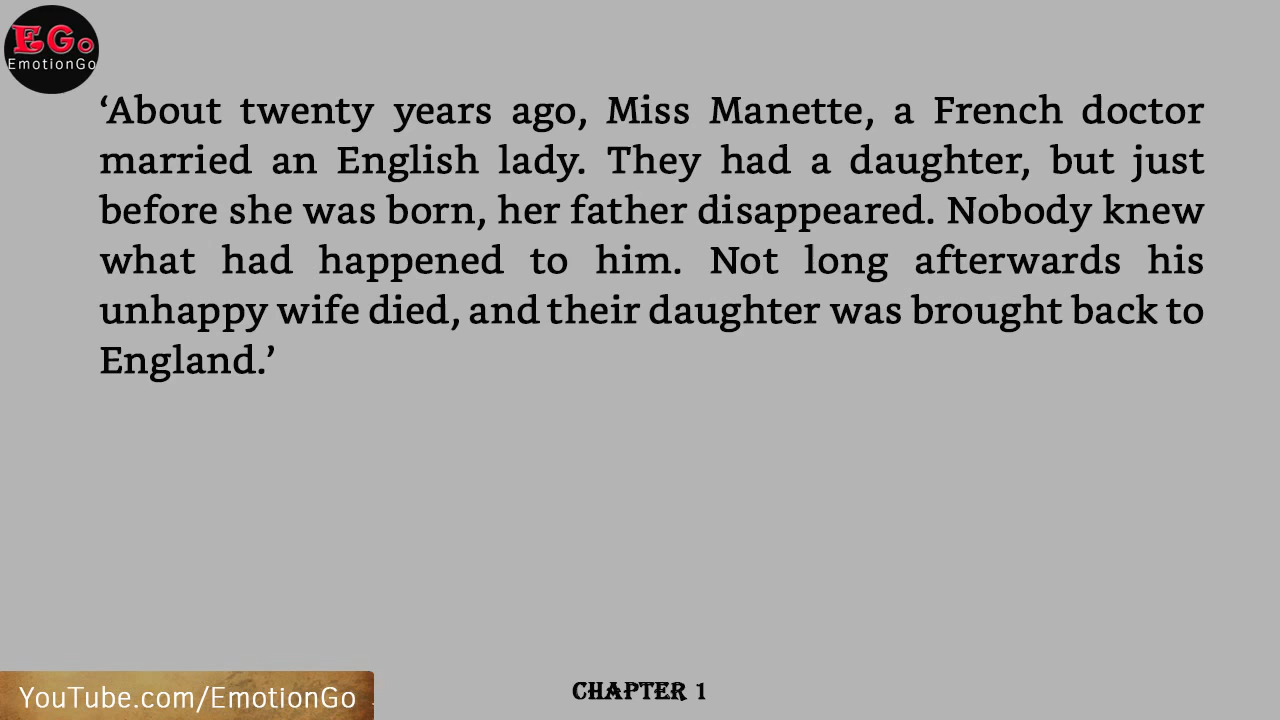 EGo
EmotionGo
‘About twenty years ago, Miss Manette, a French doctor
married an English lady. They had a daughter, but just
before she was born, her father disappeared. Nobody knew
what had happened to him. Not long afterwards his
unhappy wife died, and their daughter was brought back to
England.’
YouTube.com/EmotionGo
CHAPTER 1